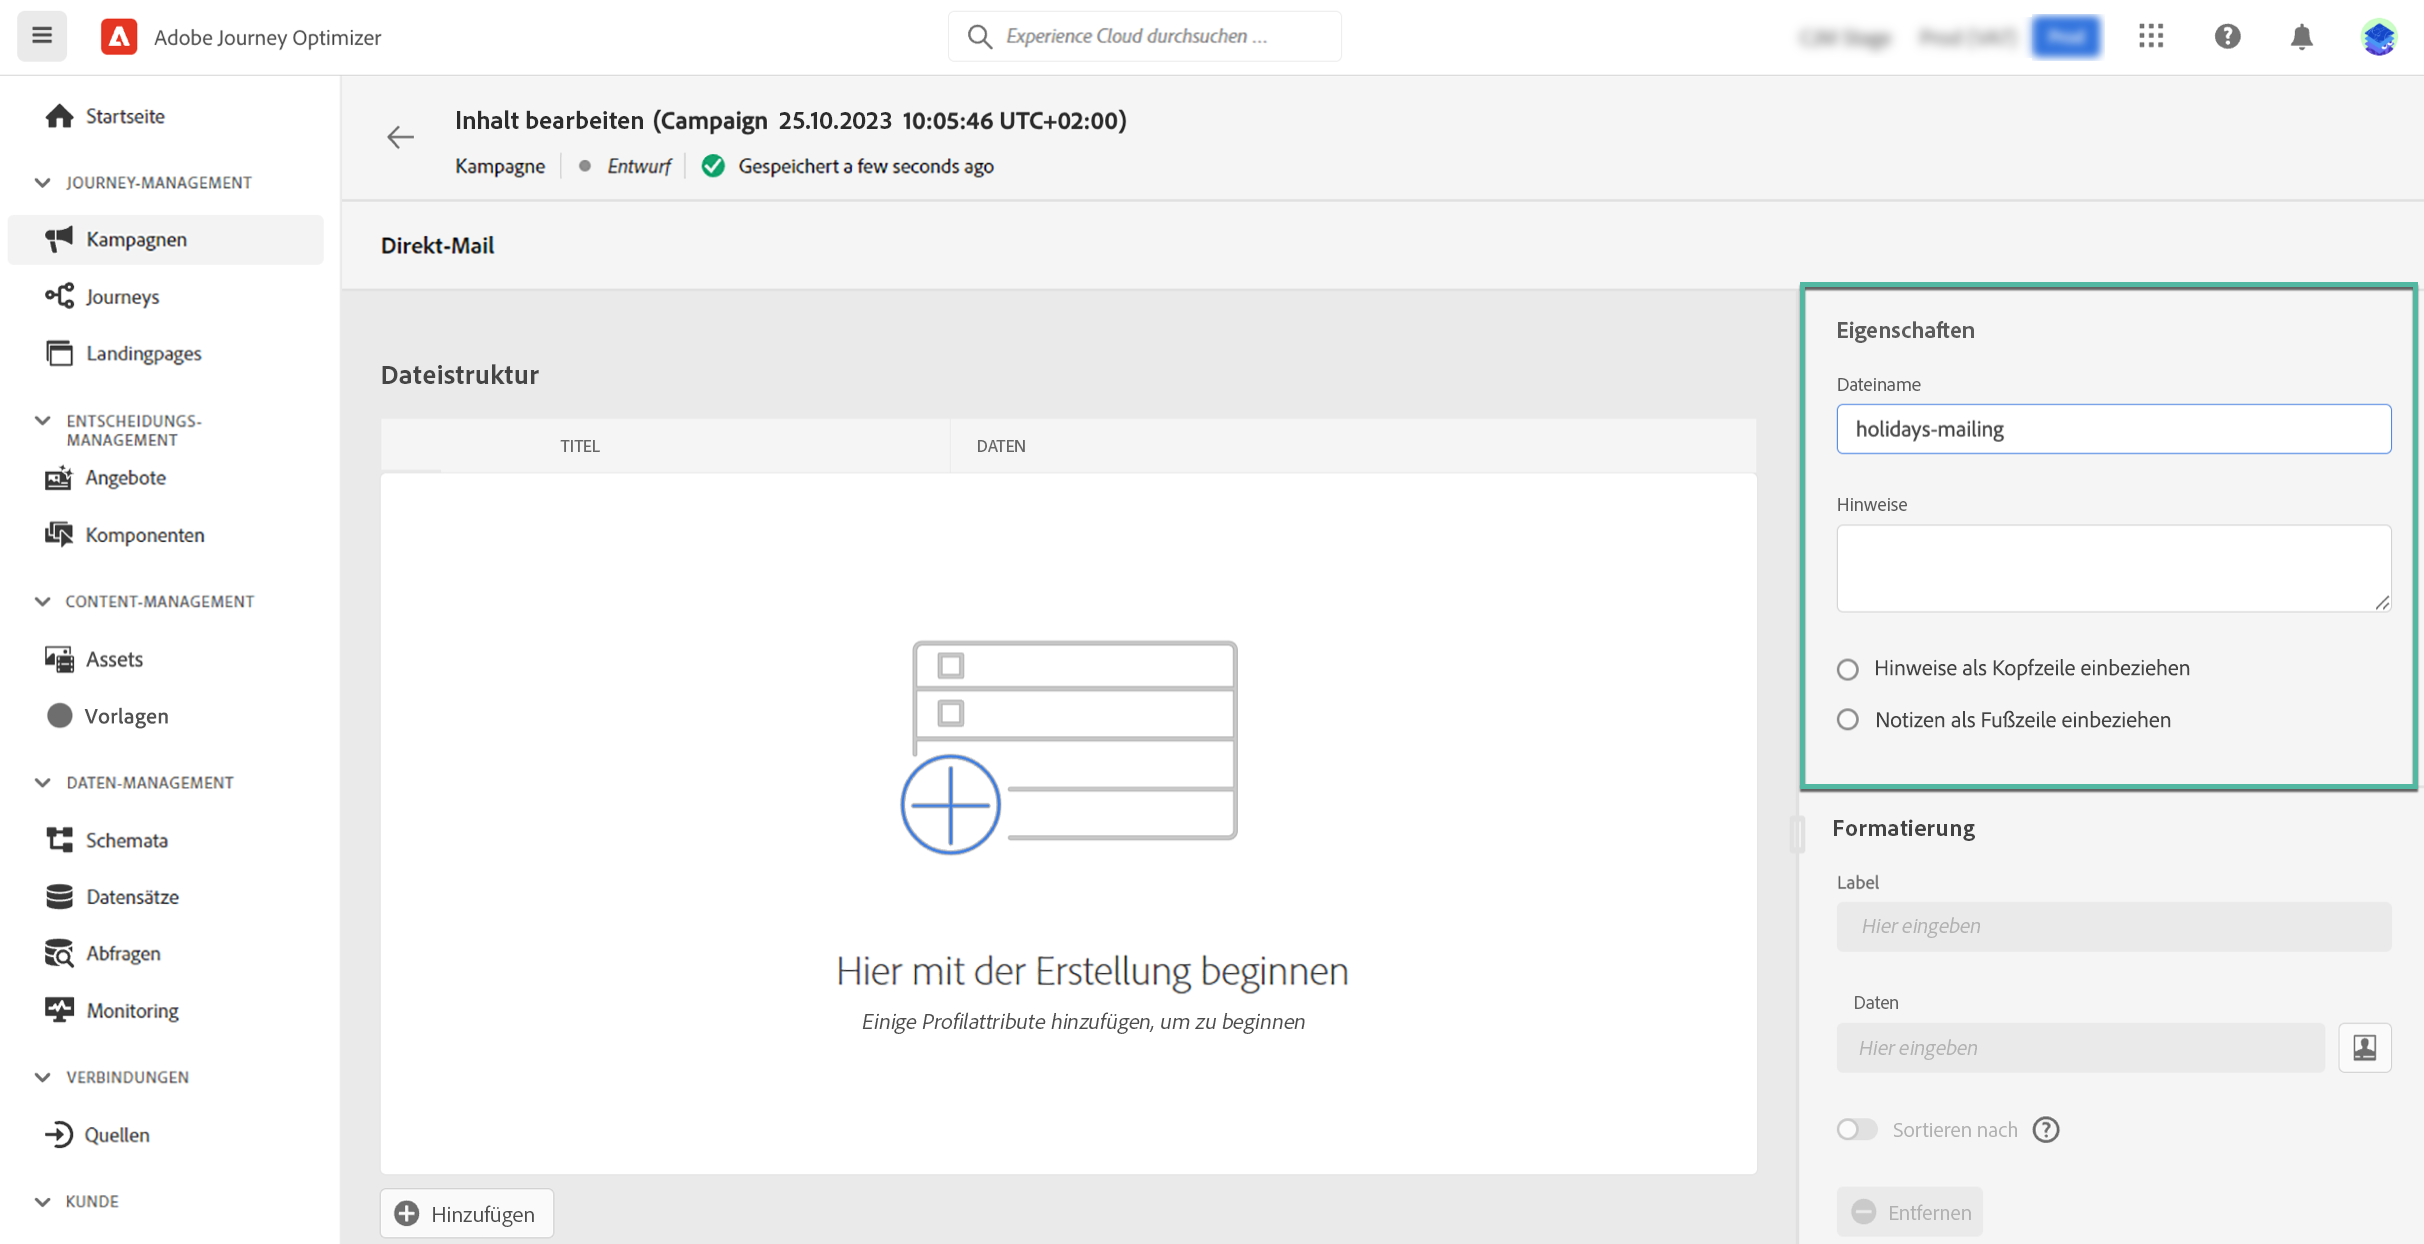 Adobe Journey Optimizer
Experience Cloud durchsuchen ...
Startseite
JOURNEY-MANAGEMENT
Kampagnen
Journeys
Landingpages
ENTSCHEIDUNGS-
MANAGEMENT
Angebote
Komponenten
CONTENT-MANAGEMENT
Assets
Vorlagen
DATEN-MANAGEMENT
Schemata
Datensätze
Abfragen
Monitoring
VERBINDUNGEN
Quellen
KUNDE
Inhalt bearbeiten (Campaign 25.10.2023 10:05:46 UTC+02:00)
Kampagne Entwurf Gespeichert a few seconds ago
Direkt-Mail
Dateistruktur
TITEL DATEN
Hier mit der Erstellung beginnen
Einige Profilattribute hinzufügen, um zu beginnen
Hinzufügen
Eigenschaften
Dateiname
holidays-mailing
Hinweise
Hinweise als Kopfzeile einbeziehen
Notizen als Fußzeile einbeziehen
Formatierung
Label
Hier eingeben
Daten
Hier eingeben
Sortieren nach
Entfernen